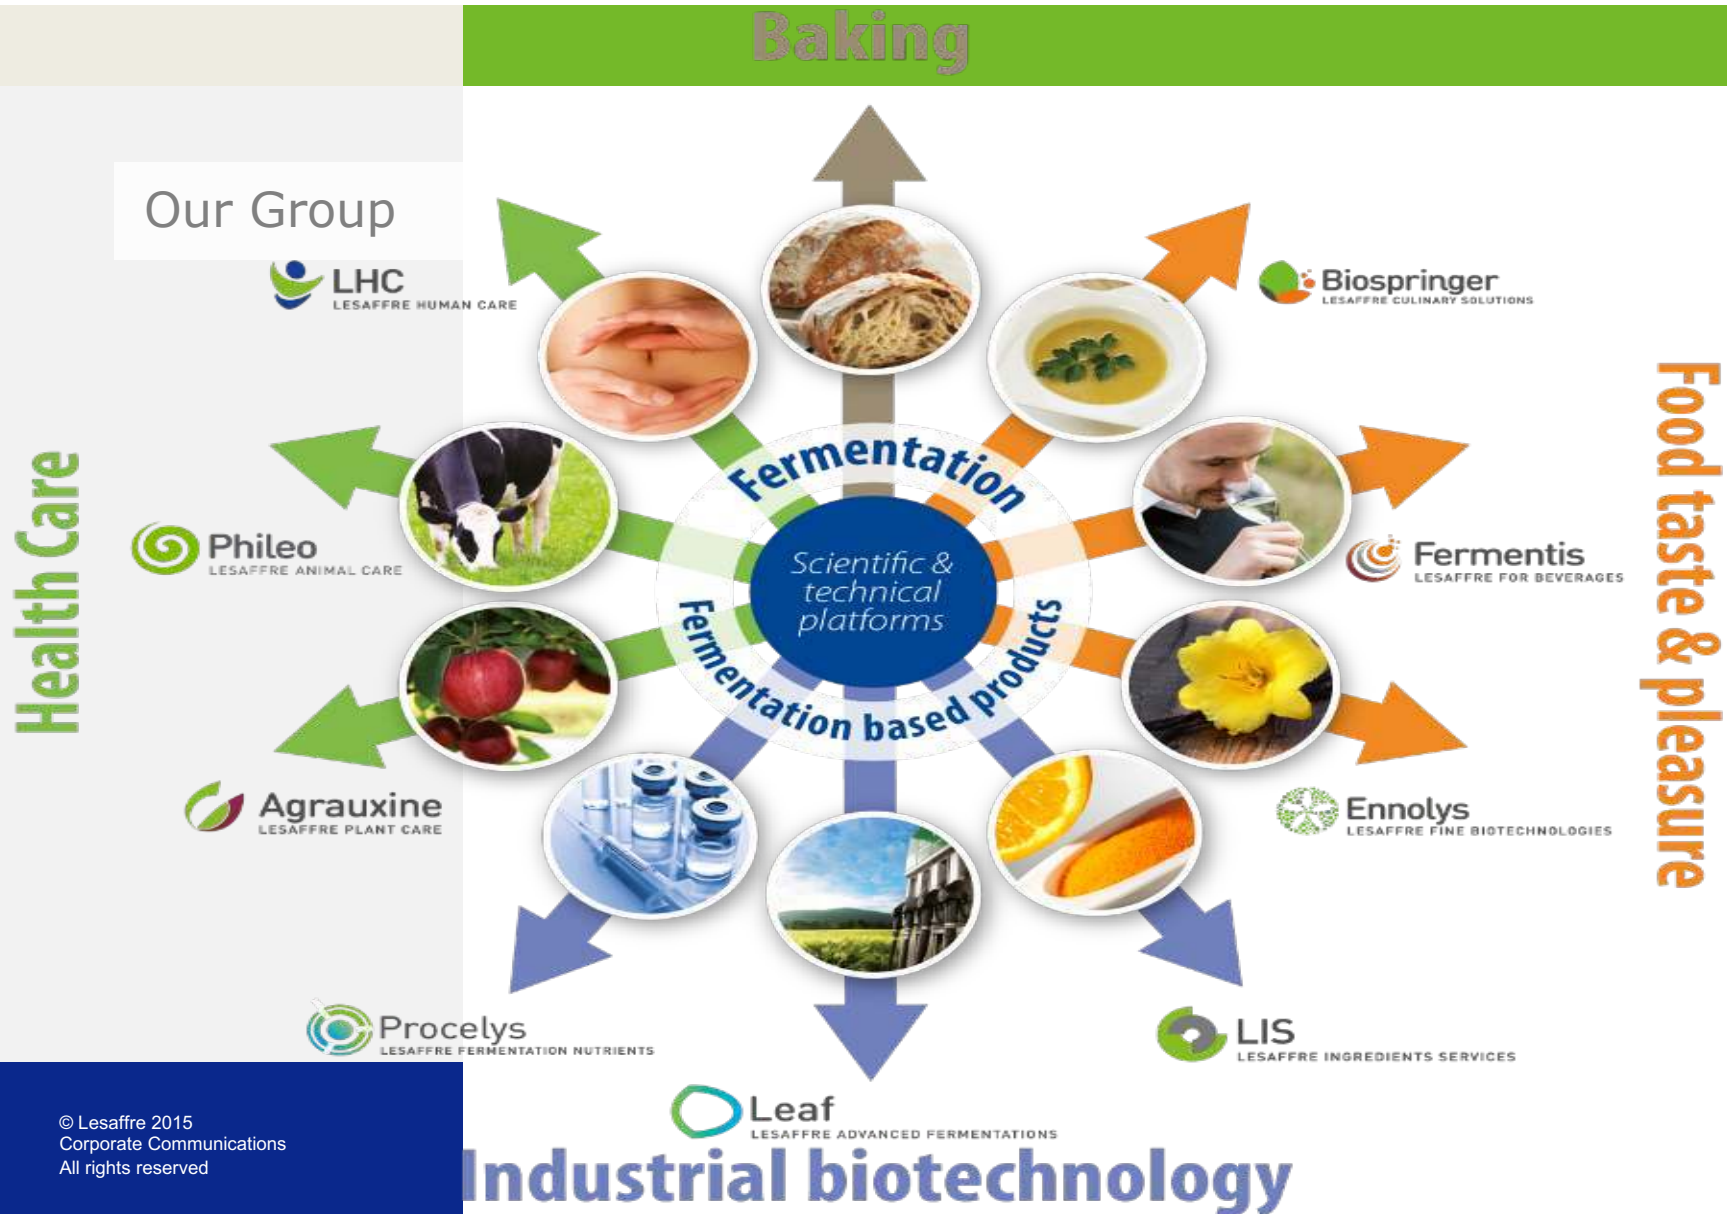 Baking
Our Group
LHC
LESAFFRE HUMAN CARE
Biospringer
LESAFFRE CULINARY SOLUTIONS
Health Care
Food taste & pleasure
Fermentation
Scientific &
technical
platforms
Fermentation based products
Phileo
LESAFFRE ANIMAL CARE
Fermentis
LESAFFRE FOR BEVERAGES
Agrauxine
LESAFFRE PLANT CARE
Ennolys
LESAFFRE FINE BIOTECHNOLOGIES
Procelys
LESAFFRE FERMENTATION NUTRIENTS
LIS
LESAFFRE INGREDIENTS SERVICES
Leaf
LESAFFRE ADVANCED FERMENTATIONS
Industrial biotechnology
© Lesaffre 2015
Corporate Communications
All rights reserved